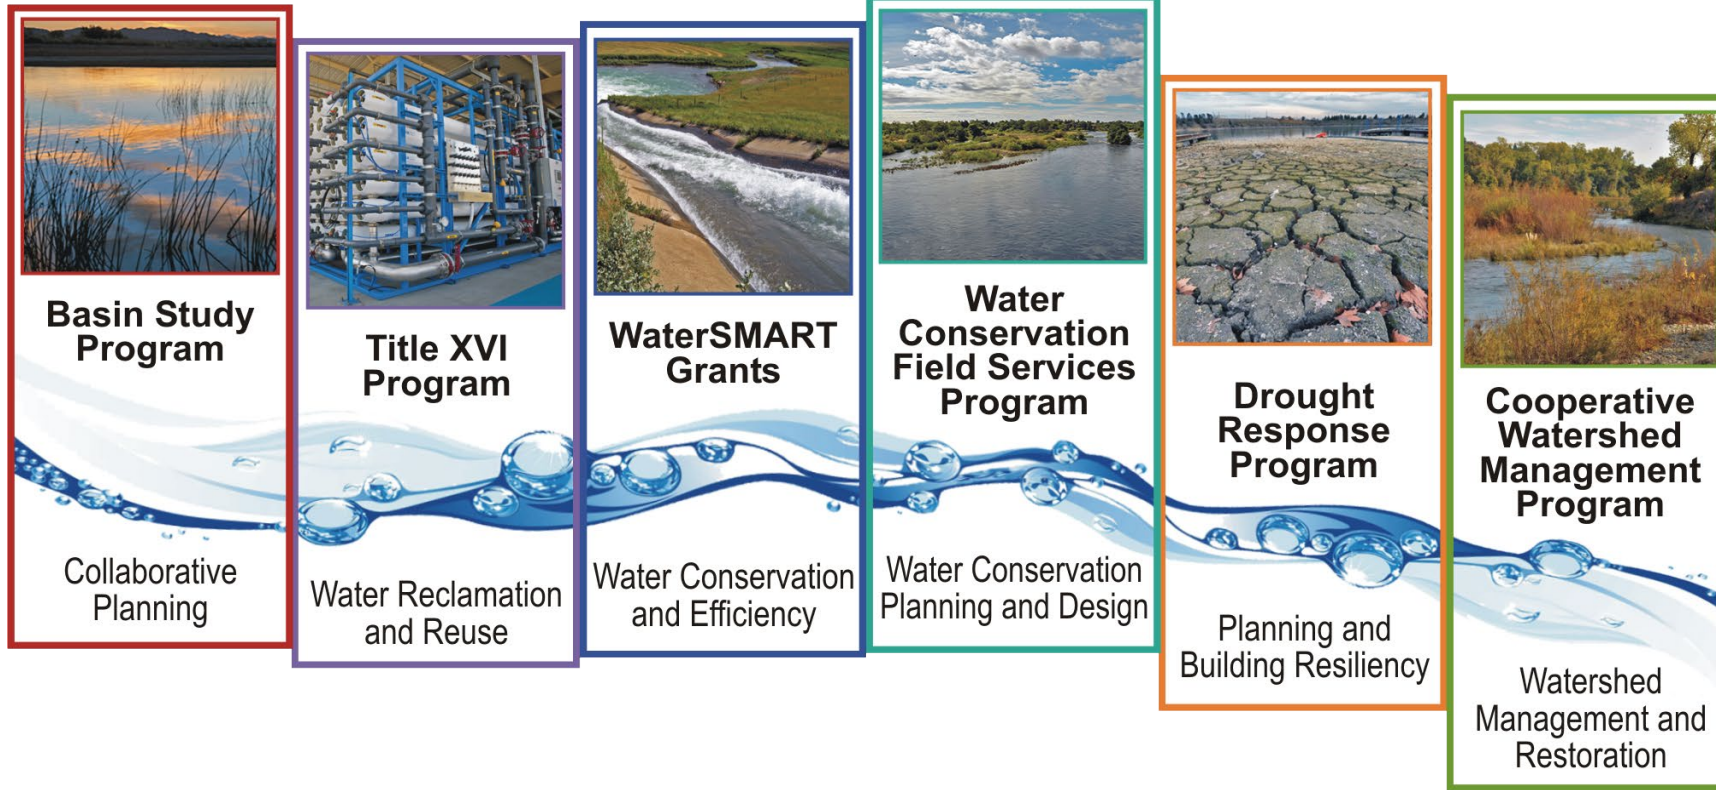 Basin Study
Program
Collaborative
Planning
Title XVI
Program
Water Reclamation
and Reuse
WaterSMART
Grants
Water Conservation
and Efficiency
Water
Conservation
Field Services
Program
Water Conservation
Planning and Design
Drought
Response
Program
Planning and
Building Resiliency
Cooperative
Watershed
Management
Program
Watershed
Management and
Restoration